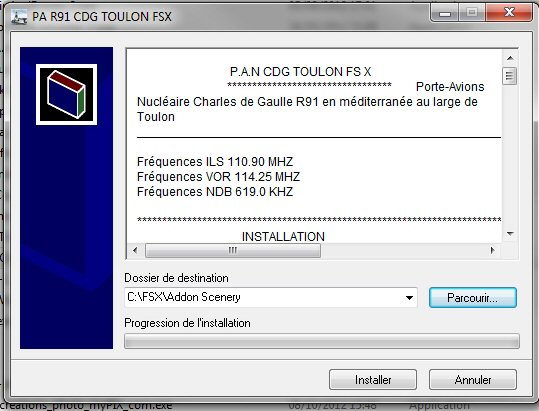 PA R91 CDG TOULON FSX
P.A.N CDG TOULON FS X
********************************* Porte-Avions
Nucléaire Charles de Gaulle R91 en méditerranée au large de
Toulon
Fréquences ILS 110.90 MHZ
Fréquences VOR 114.25 MHZ
Fréquences NDB 619.0 KHZ
*************************************************************************
INSTALLATION
Dossier de destination
C:\FSX\Addon Scenery
Parcourir...
Progression de l'installation
Installer
Annuler
creations_photo_myFIX_com.exe 08/10/2012 15:48 Application